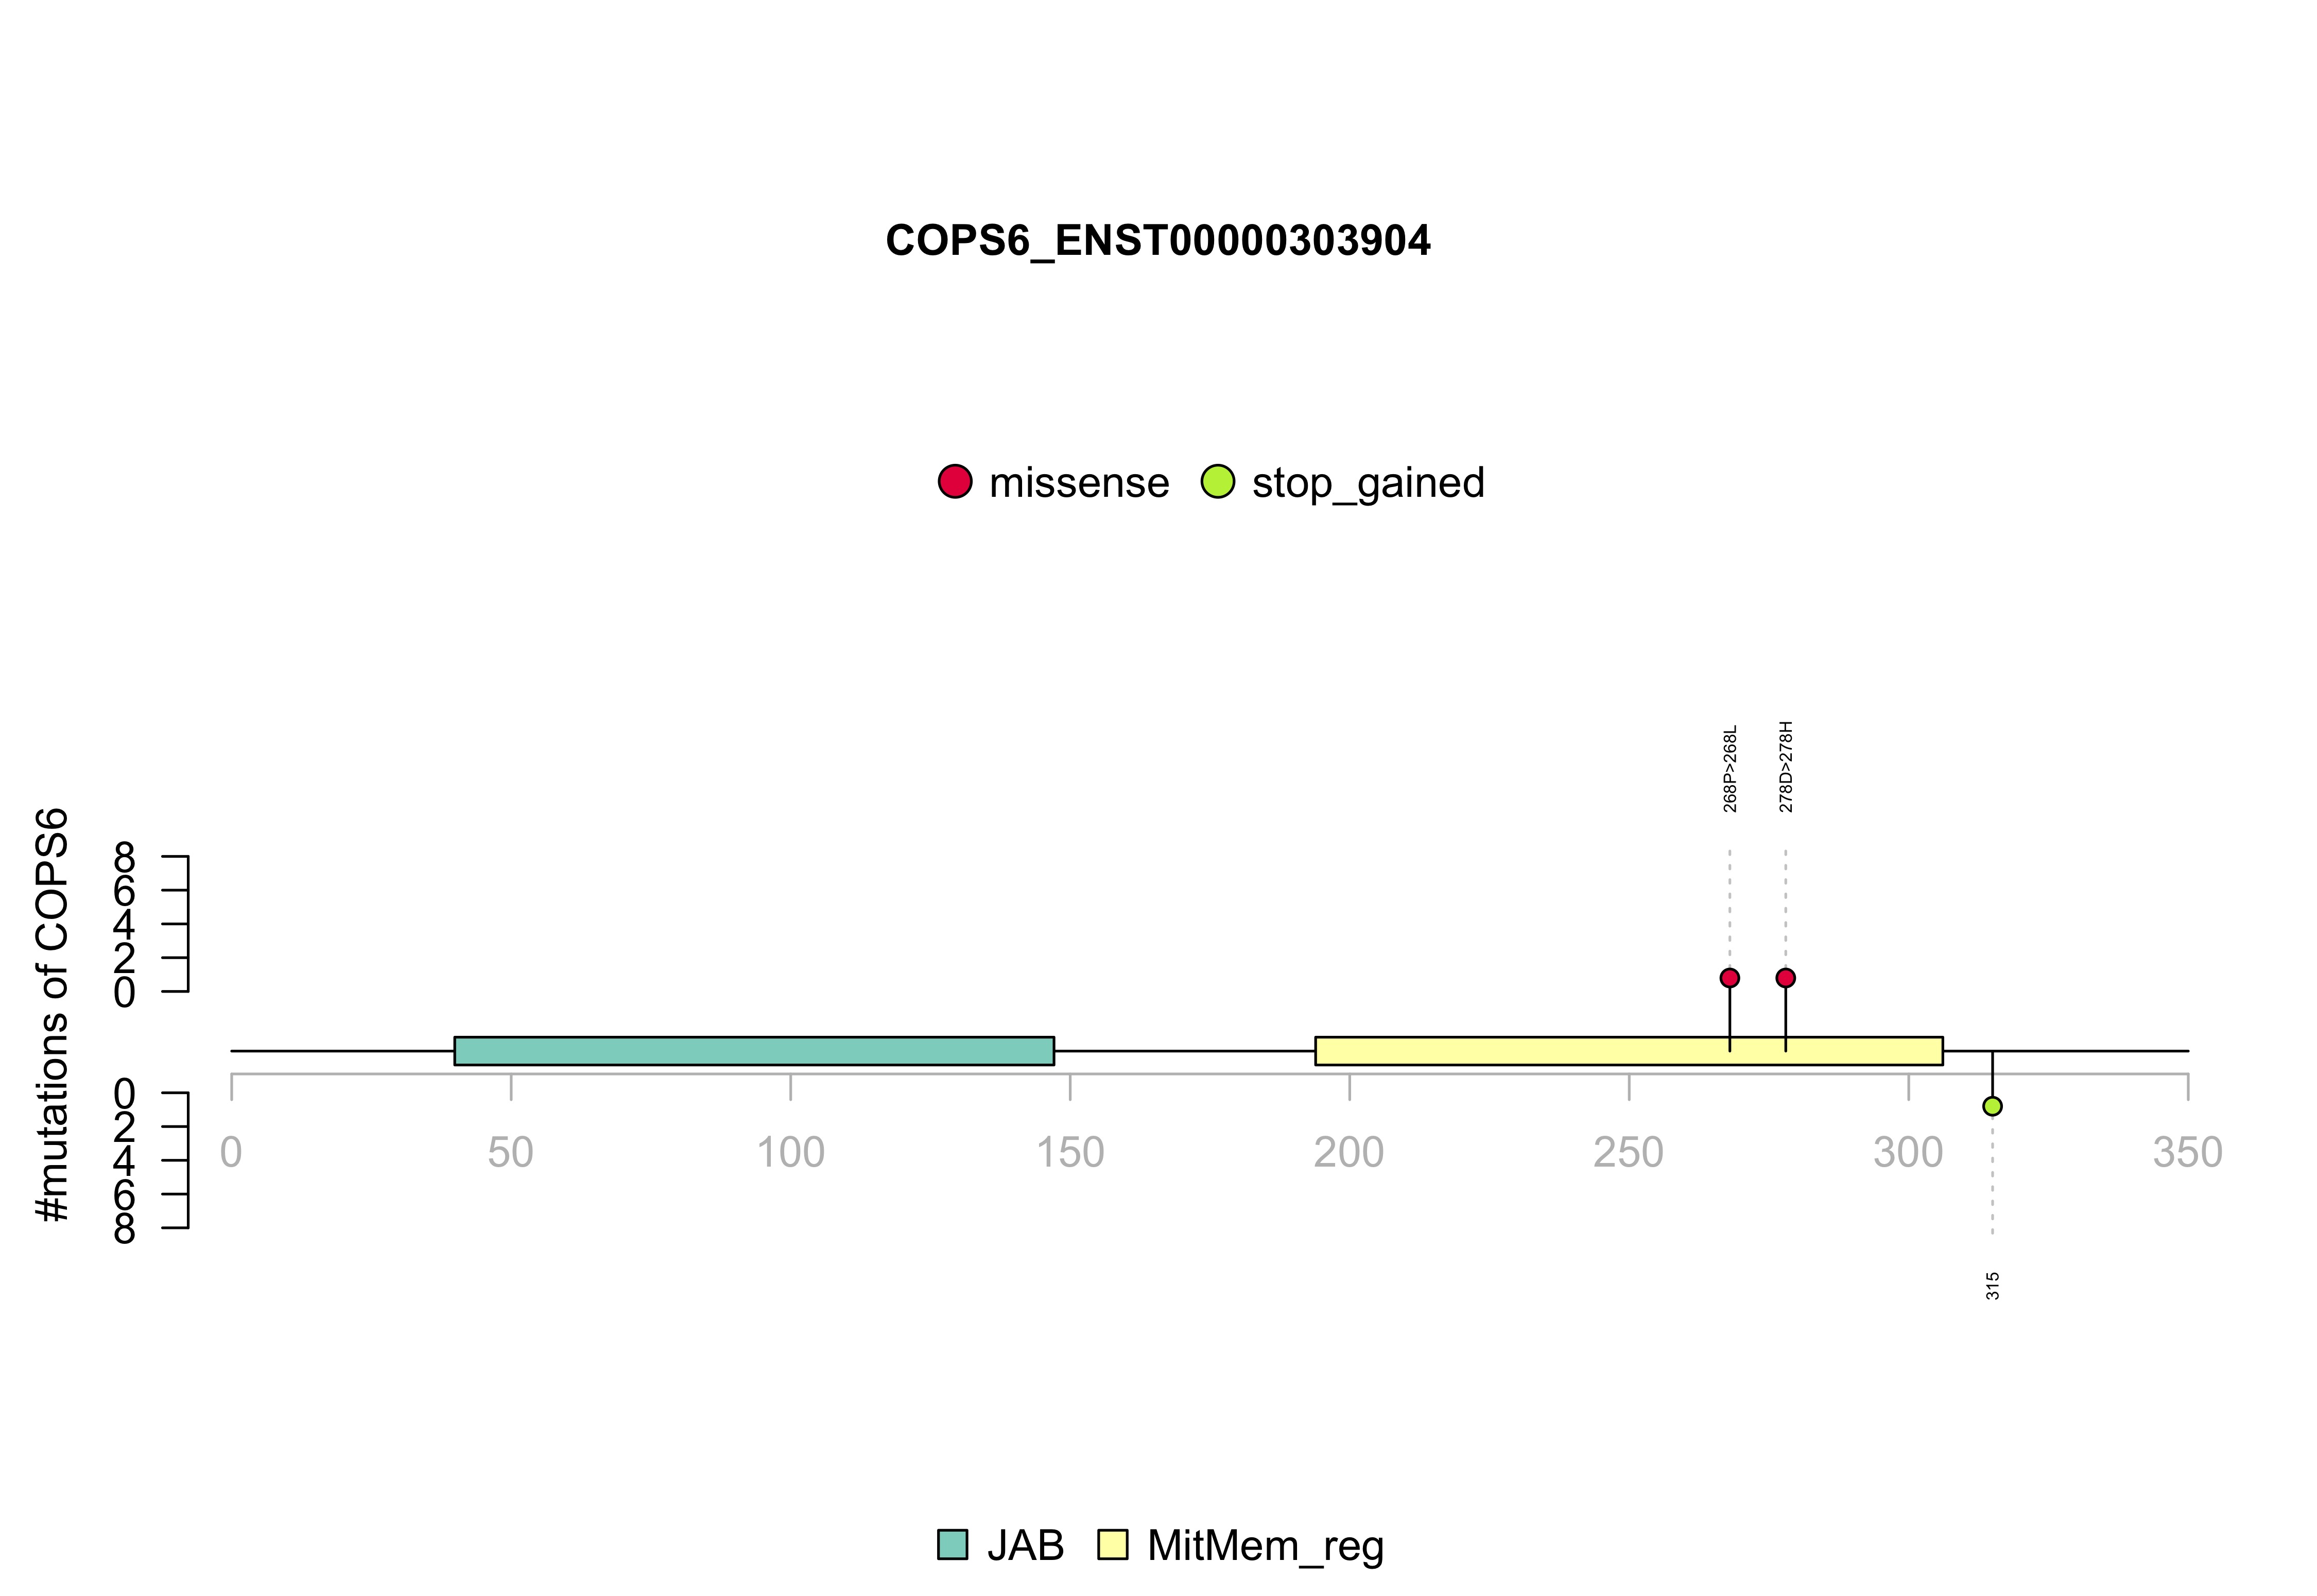 COPS6_ENST00000303904
missense stop_gained
268P>268L
278D>278H
#mutations of COPS6
8
6
4
2
0
0
2
4
6
8
0 50 100 150 200 250 300 350
315
JAB MitMem_reg